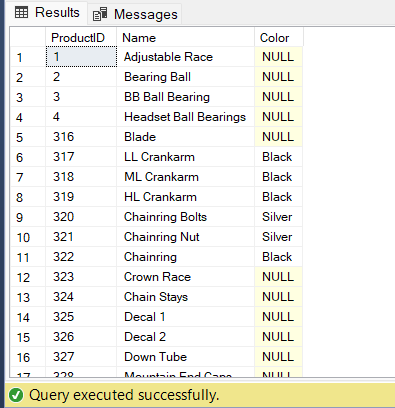 Results Messages
ProductID Name Color
1 1 Adjustable Race NULL
2 2 Bearing Ball NULL
3 3 BB Ball Bearing NULL
4 4 Headset Ball Bearings NULL
5 316 Blade NULL
6 317 LL Crankarm Black
7 318 ML Crankarm Black
8 319 HL Crankarm Black
9 320 Chainring Bolts Silver
10 321 Chainring Nut Silver
11 322 Chainring Black
12 323 Crown Race NULL
13 324 Chain Stays NULL
14 325 Decal 1 NULL
15 326 Decal 2 NULL
16 327 Down Tube NULL
17 328 Mountain End Caps NULL
Query executed successfully.